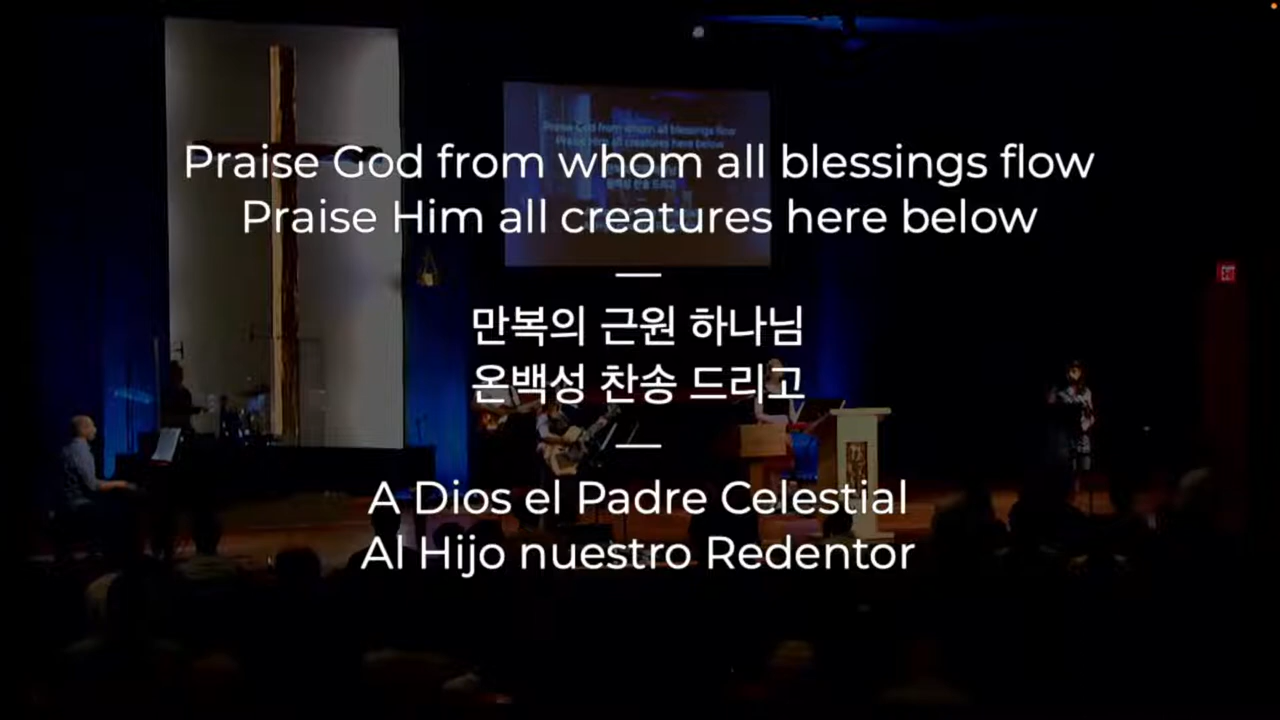 Praise God from whom all blessings flow
Praise Him all creatures here below
만복의 근원 하나님
온백성 찬송 드리고
A Dios el Padre Celestial
Al Hijo nuestro Redentor